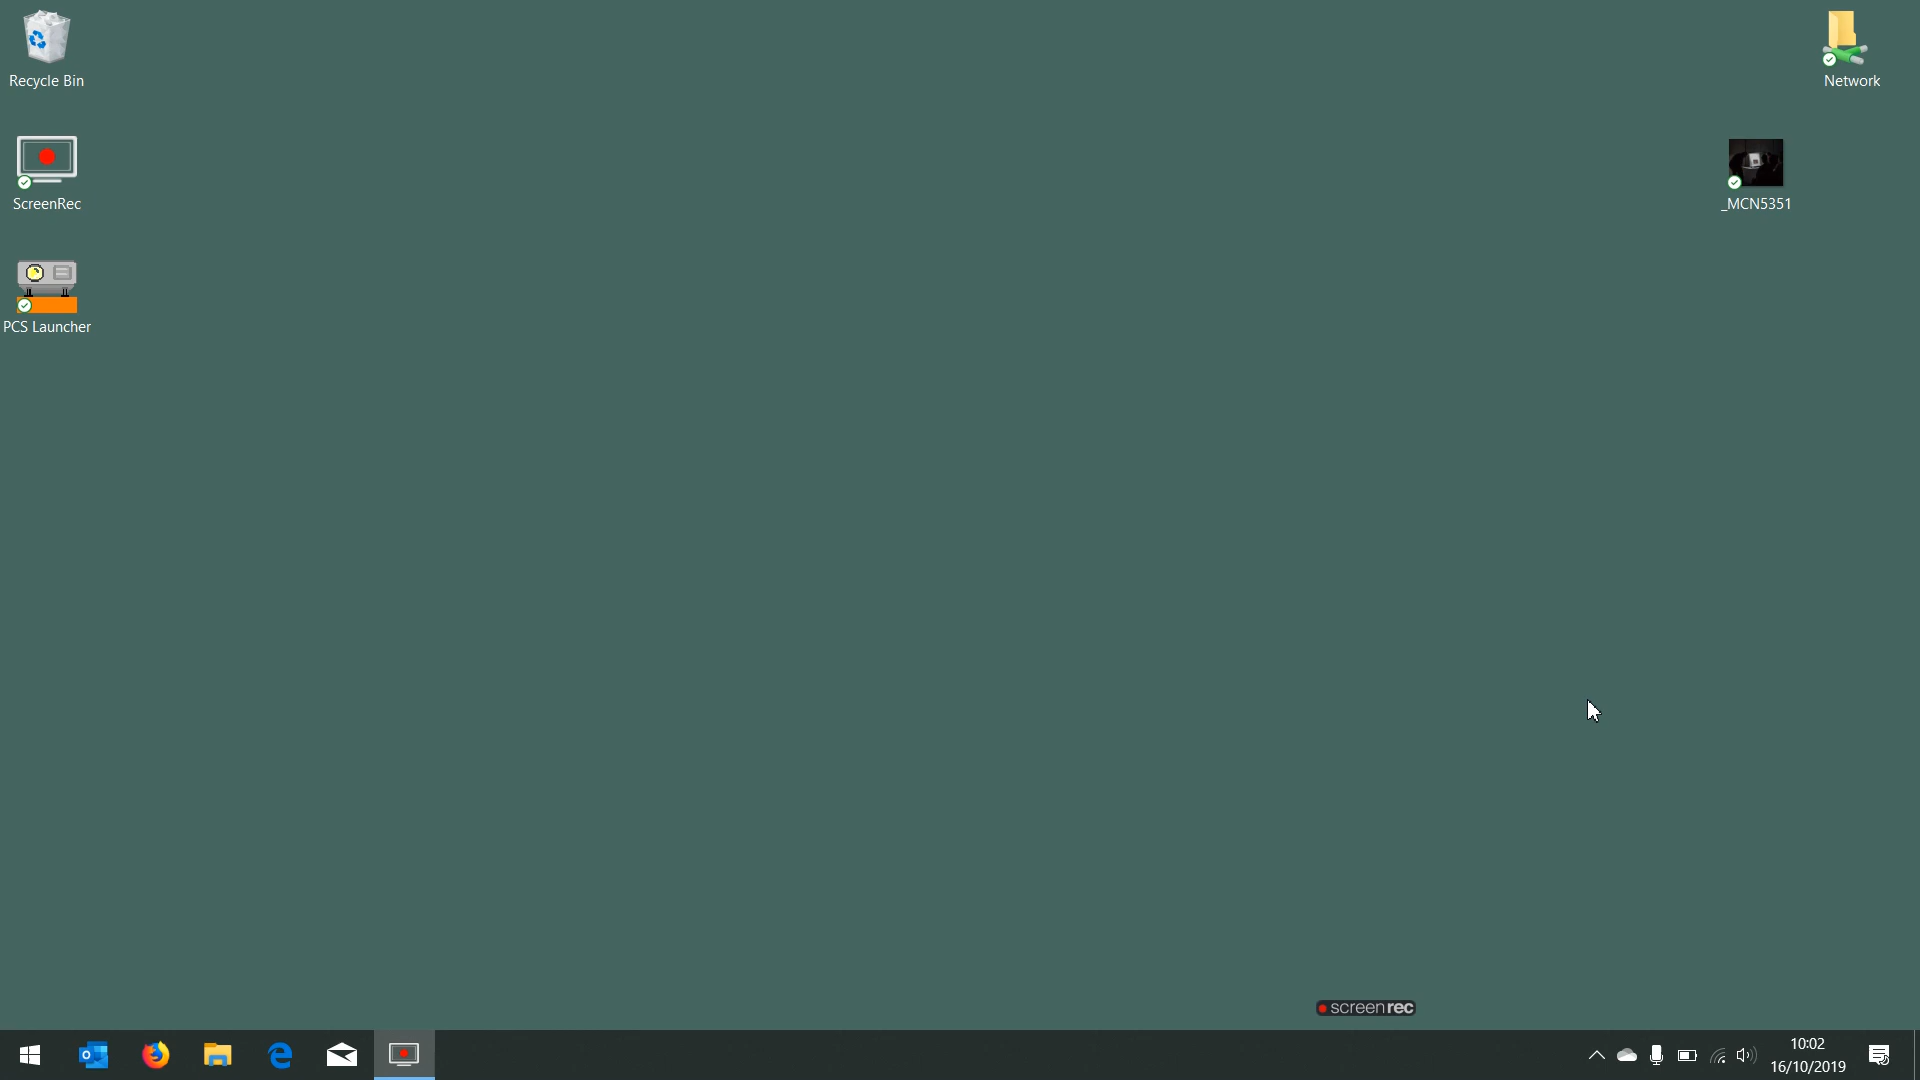 Recycle Bin
Network
ScreenRec
_MCN5351
PCS Launcher
screenrec
10:02
16/10/2019